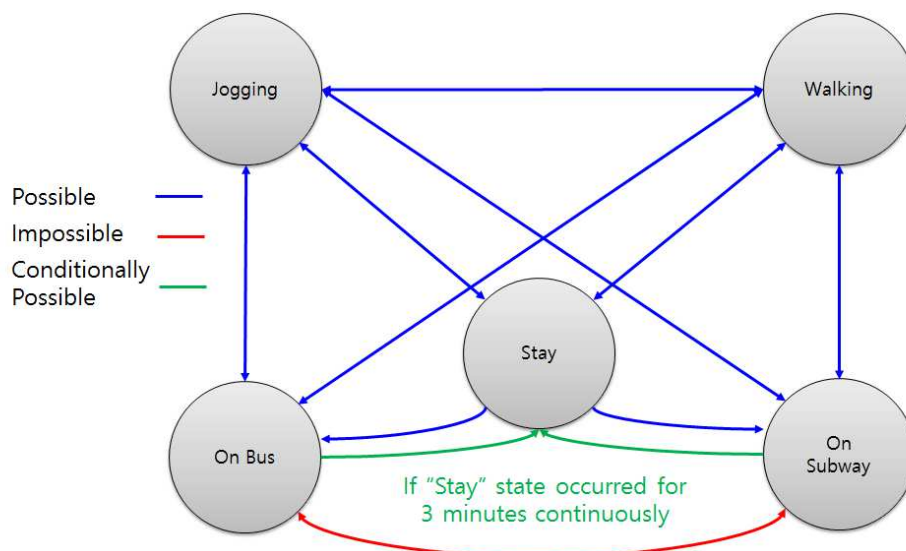 Jogging
Walking
Possible
Impossible
Conditionally
Possible
Stay
On Bus
On
Subway
If “Stay” state occurred for
3 minutes continuously